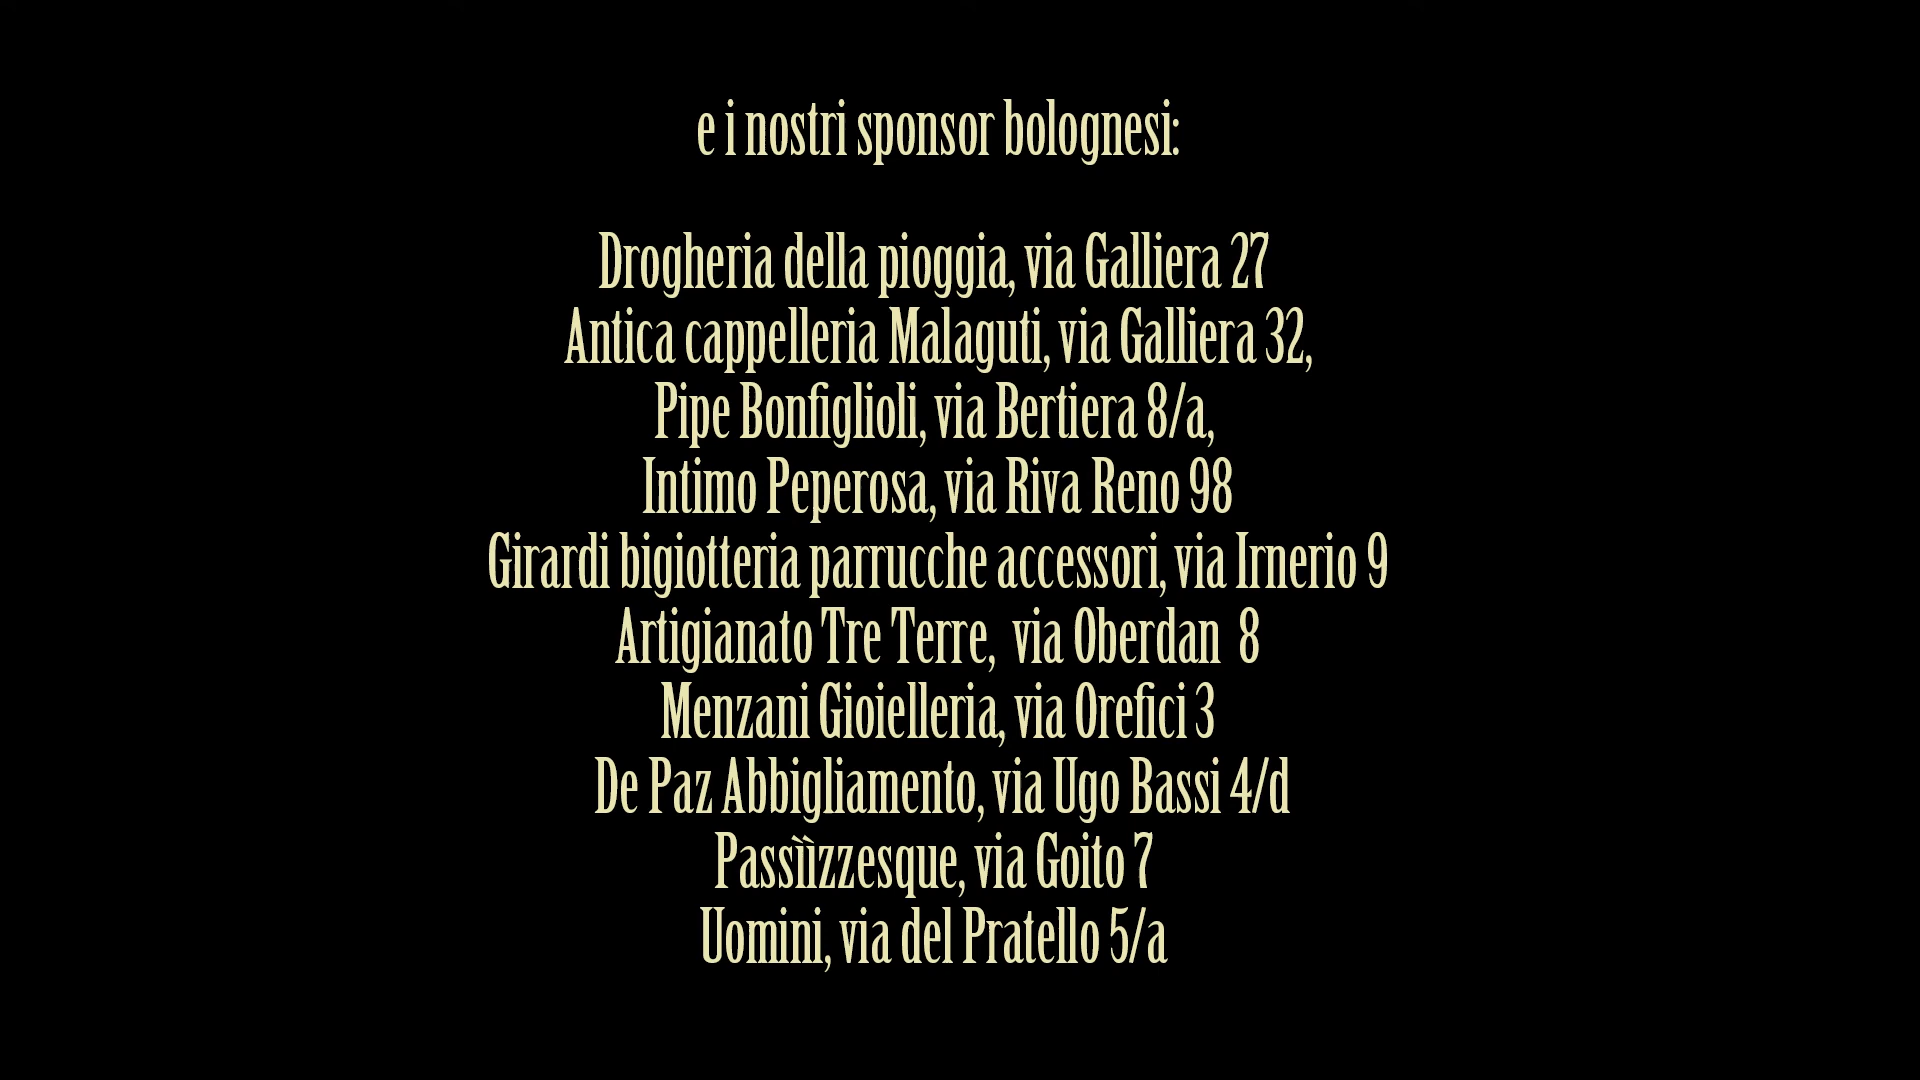 e i nostri sponsor bolognesi:
Drogheria della pioggia, via Galliera 27
Antica cappelleria Malaguti, via Galliera 32,
Pipe Bonfiglioli, via Bertiera 8/a,
Intimo Peperosa, via Riva Reno 98
Girardi bigiotteria parrucche accessori, via Irnerio 9
Artigianato Tre Terre, via Oberdan 8
Menzani Gioielleria, via Orefici 3
De Paz Abbigliamento, via Ugo Bassi 4/d
Passììzzesque, via Goito 7
Uomini, via del Pratello 5/a